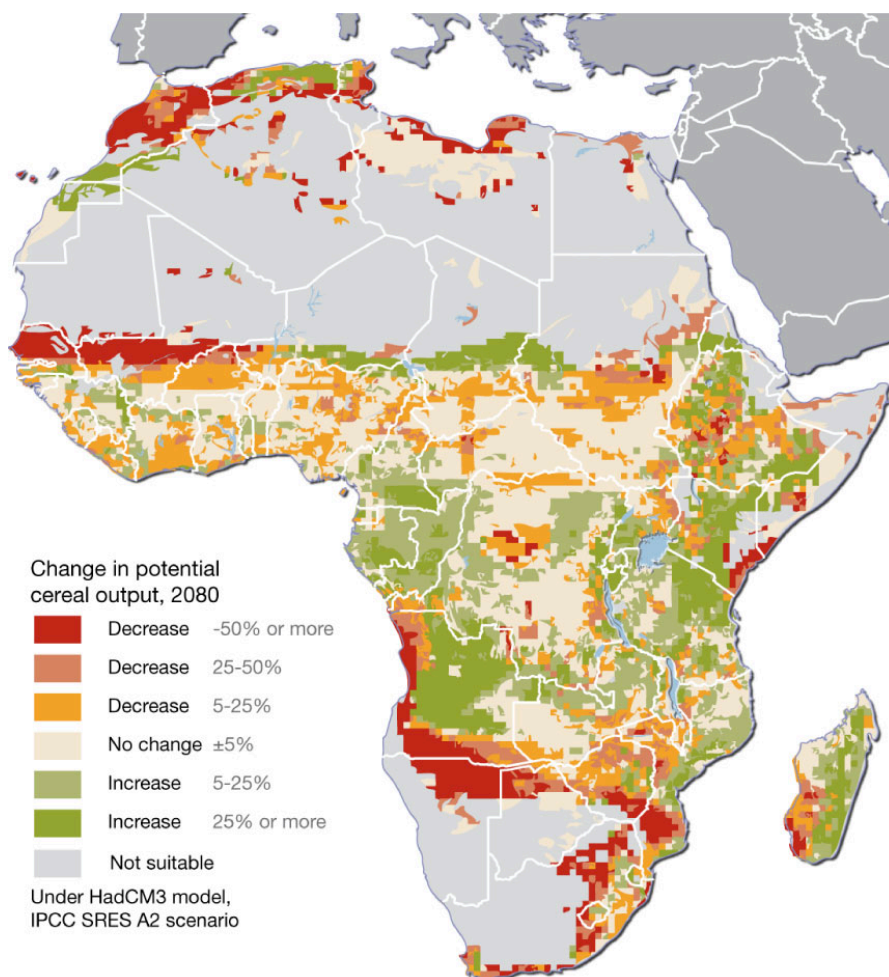 Change in potential
cereal output, 2080
Decrease -50% or more
Decrease 25-50%
Decrease 5-25%
No change ±5%
Increase 5-25%
Increase 25% or more
Not suitable
Under HadCM3 model,
IPCC SRES A2 scenario